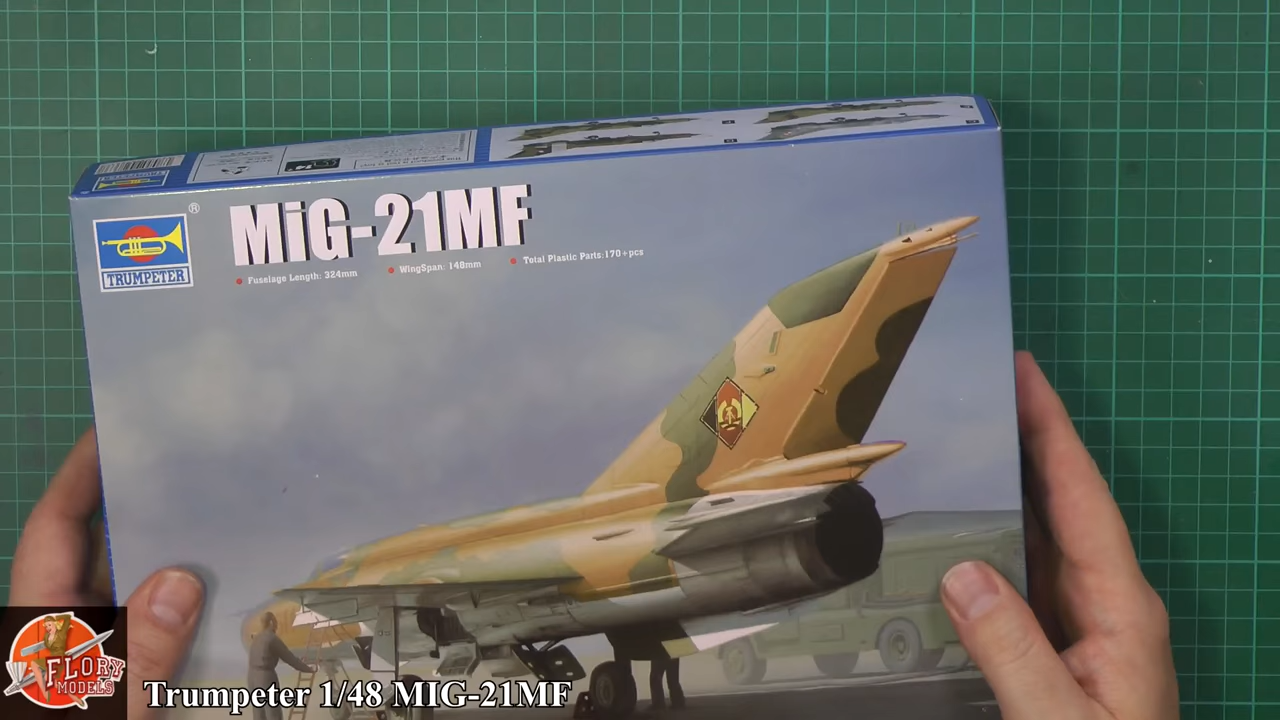 MiG-21MF
®
TRUMPETER
Fuselage Length: 324mm
WingSpan: 148mm
Total Plastic Parts:170+pcs
FLORY
MODELS
Trumpeter 1/48 MIG-21MF